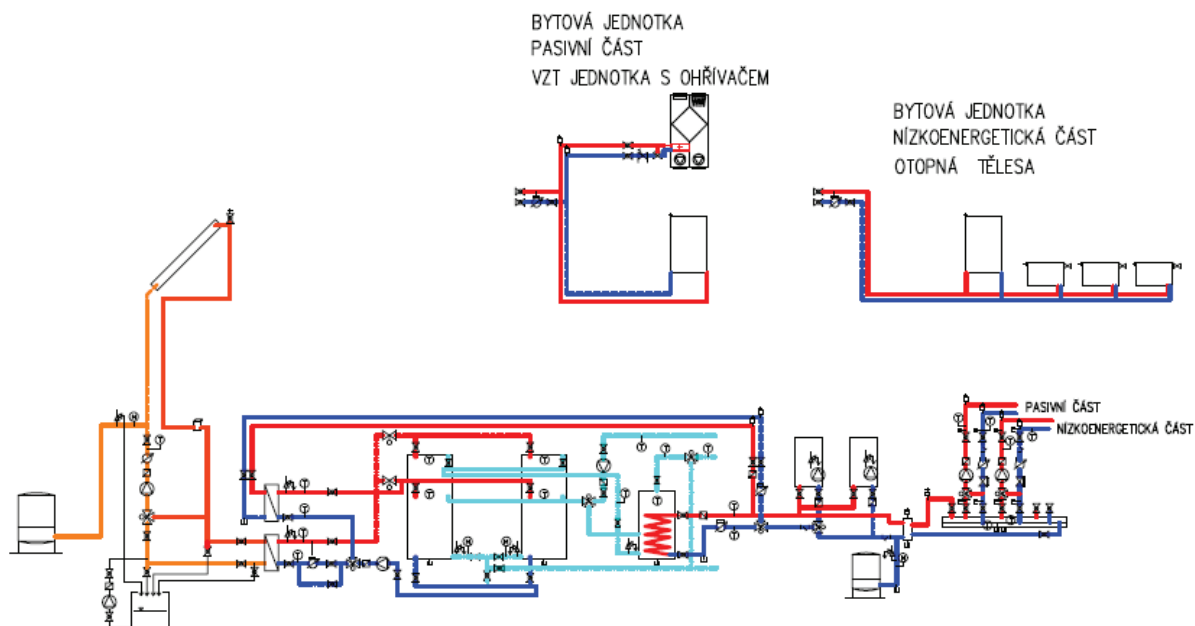 BYTOVÁ JEDNOTKA
PASIVNÍ ČÁST
VZT JEDNOTKA S OHŘÍVAČEM
BYTOVÁ JEDNOTKA
NÍZKOENERGETICKÁ ČÁST
OTOPNÁ TĚLESA
PASIVNÍ ČÁST
NÍZKOENERGETICKÁ ČÁST